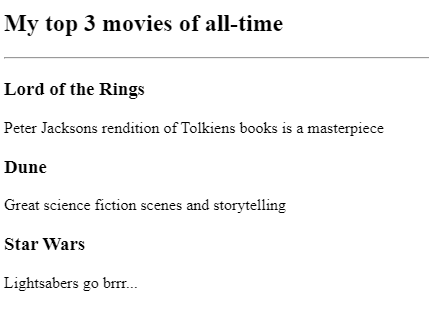 My top 3 movies of all-time
Lord of the Rings
Peter Jacksons rendition of Tolkiens books is a masterpiece
Dune
Great science fiction scenes and storytelling
Star Wars
Lightsabers go brrr...